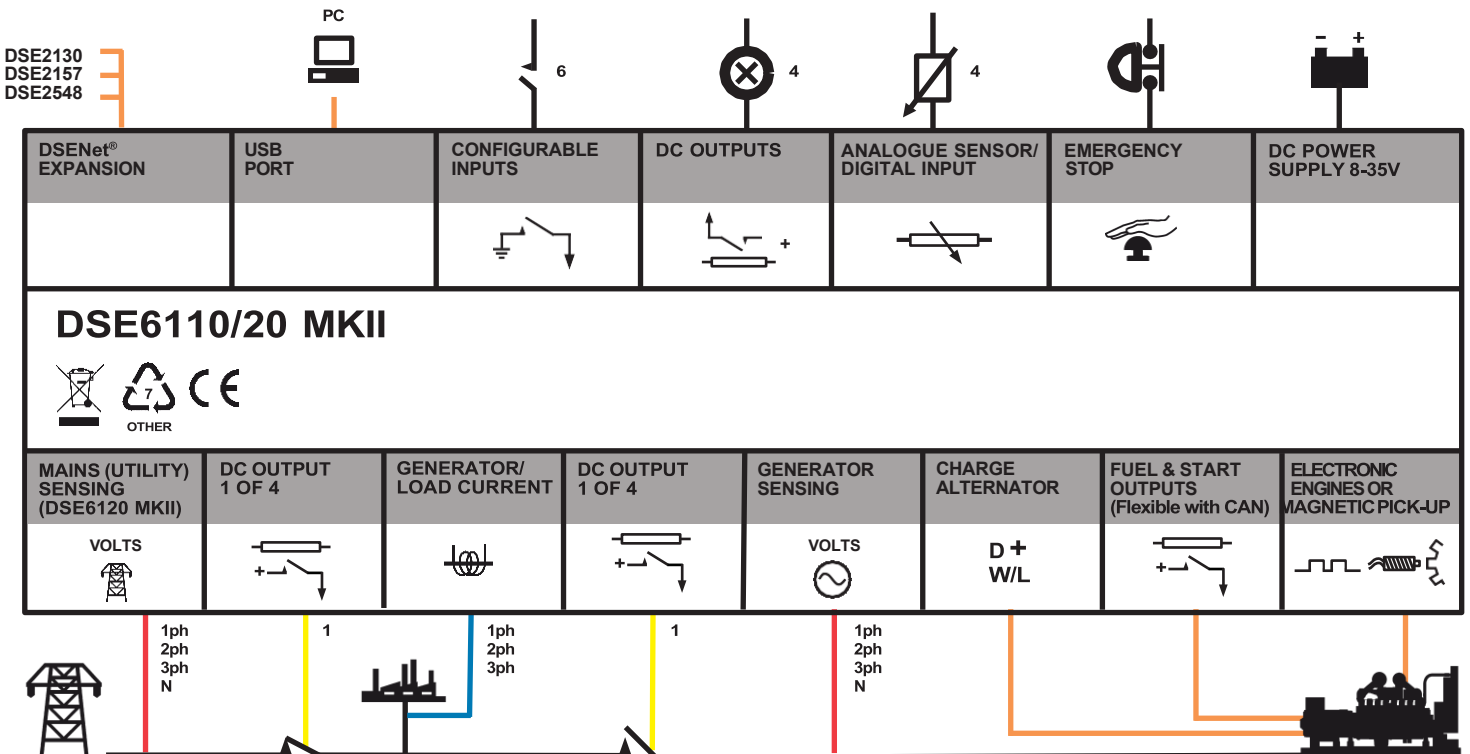 PC
DSE2130
DSE2157
DSE2548
6
4
4
- +
DSENet®
EXPANSION
USB
PORT
CONFIGURABLE
INPUTS
DC OUTPUTS
ANALOGUE SENSOR/
DIGITAL INPUT
EMERGENCY
STOP
DC POWER
SUPPLY 8-35V
+
DSE6110/20 MKII
7
OTHER
CE
MAINS (UTILITY)
SENSING
(DSE6120 MKII)
DC OUTPUT
1 OF 4
GENERATOR/
LOAD CURRENT
DC OUTPUT
1 OF 4
GENERATOR
SENSING
CHARGE
ALTERNATOR
FUEL & START
OUTPUTS
(Flexible with CAN)
ELECTRONIC
ENGINES OR
MAGNETIC PICK-UP
VOLTS
+
+
VOLTS
D+
W/L
+
1ph
2ph
3ph
N
1
1ph
2ph
3ph
1
1ph
2ph
3ph
N